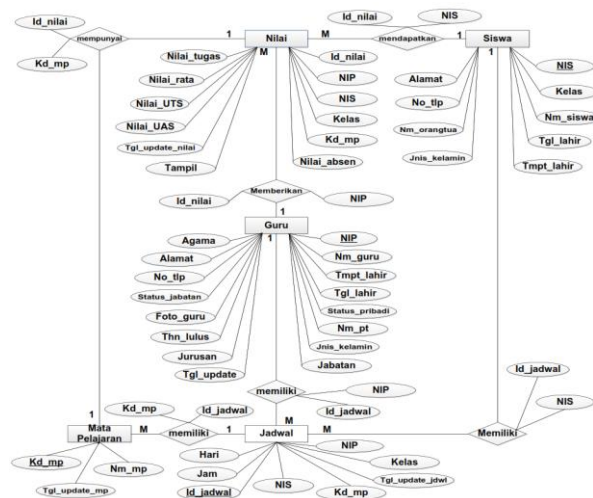 Id_nilai
NIS
Id_nilai
mempunyai
1
1
Nilai
M
mendapatkan
1
Siswa
Kd_mp
Nilai_tugas
M
Id_nilai
1
NIS
Nilai_rata
NIP
Alamat
Kelas
Nilai_UTS
NIS
No_tlp
Nm_siswa
Nilai_UAS
Kelas
Nm_orangtua
Tgl_lahir
Tgl_update_nilai
Kd_mp
Jnis_kelamin
Tmpt_lahir
Tampil
Nilai_absen
Memberikan
Id_nilai
NIP
1
Guru
1
Agama
NIP
Alamat
Nm_guru
No_tlp
Tmpt_lahir
Status_jabatan
Tgl_lahir
Foto_guru
Status_pribadi
Thn_lulus
Nm_pt
Jurusan
Jnis_kelamin
Tgl_update
Jabatan
Id_jadwal
memiliki
NIP
Kd_mp
Id_jadwal
Id_jadwal
NIS
1
M
Mata
Pelajaran
M
memiliki
1
Jadwal
M
Memiliki
Kd_mp
Nm_mp
Tgl_update_mp
Hari
NIP
Jam
Kelas
Id_jadwal
NIS
Tgl_update_jdwl
Kd_mp